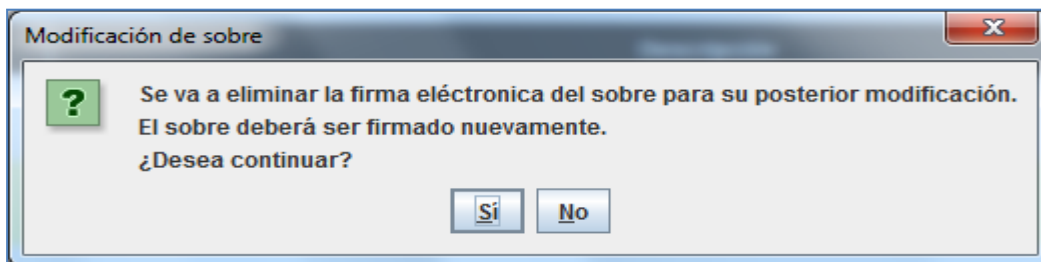 Modificación de sobre
Se va a eliminar la firma eléctronica del sobre para su posterior modificación.
El sobre deberá ser firmado nuevamente.
¿Desea continuar?
Sí No